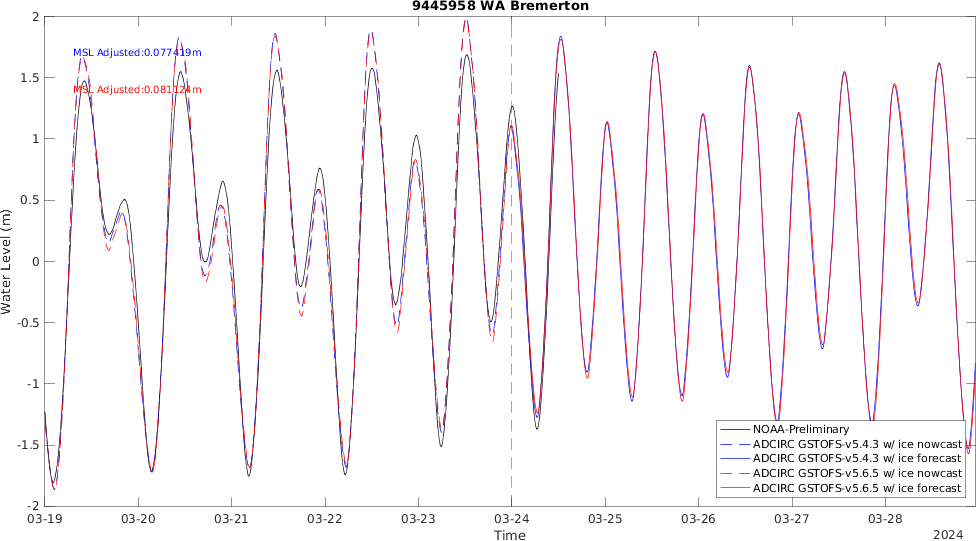 9445958 WA Bremerton
2
MSL Adjusted:0.077419m
1.5
MSL Adjusted:0.081124m
1
0.5
0
-0.5
-1
-1.5
-2
Water Level (m)
NOAA-Preliminary
ADCIRC GSTOFS-v5.4.3 w/ ice nowcast
ADCIRC GSTOFS-v5.4.3 w/ ice forecast
ADCIRC GSTOFS-v5.6.5 w/ ice nowcast
ADCIRC GSTOFS-v5.6.5 w/ ice forecast
03-19 03-20 03-21 03-22 03-23 03-24 03-25 03-26 03-27 03-28
Time
2024